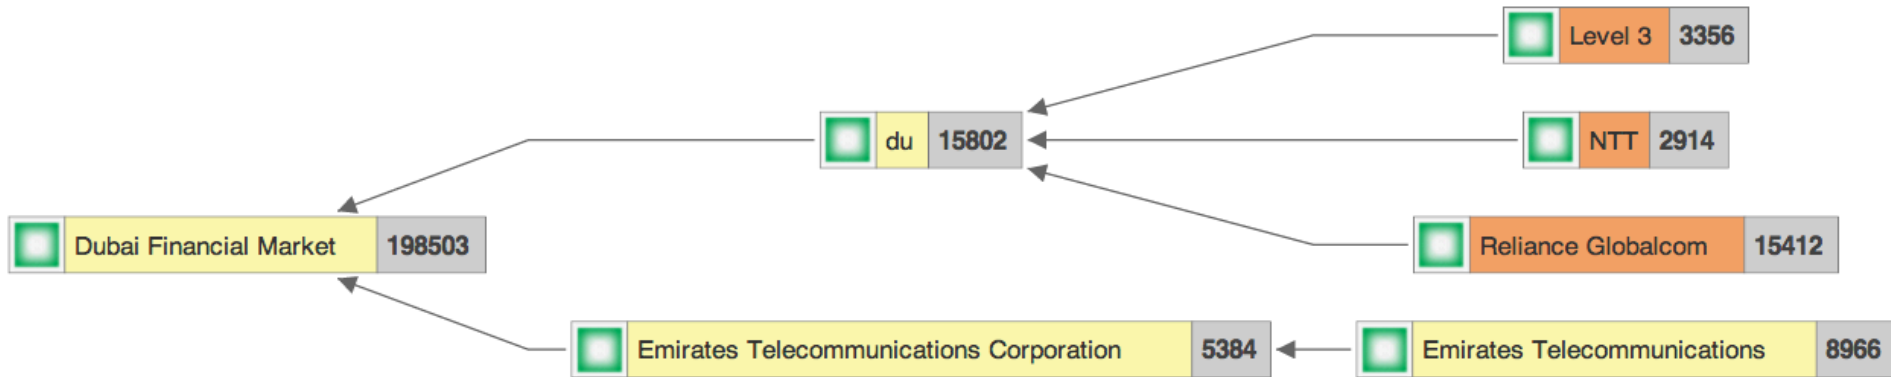 Level 3 3356
du 15802
NTT 2914
Dubai Financial Market 198503
Reliance Globalcom 15412
Emirates Telecommunications Corporation 5384
Emirates Telecommunications 8966